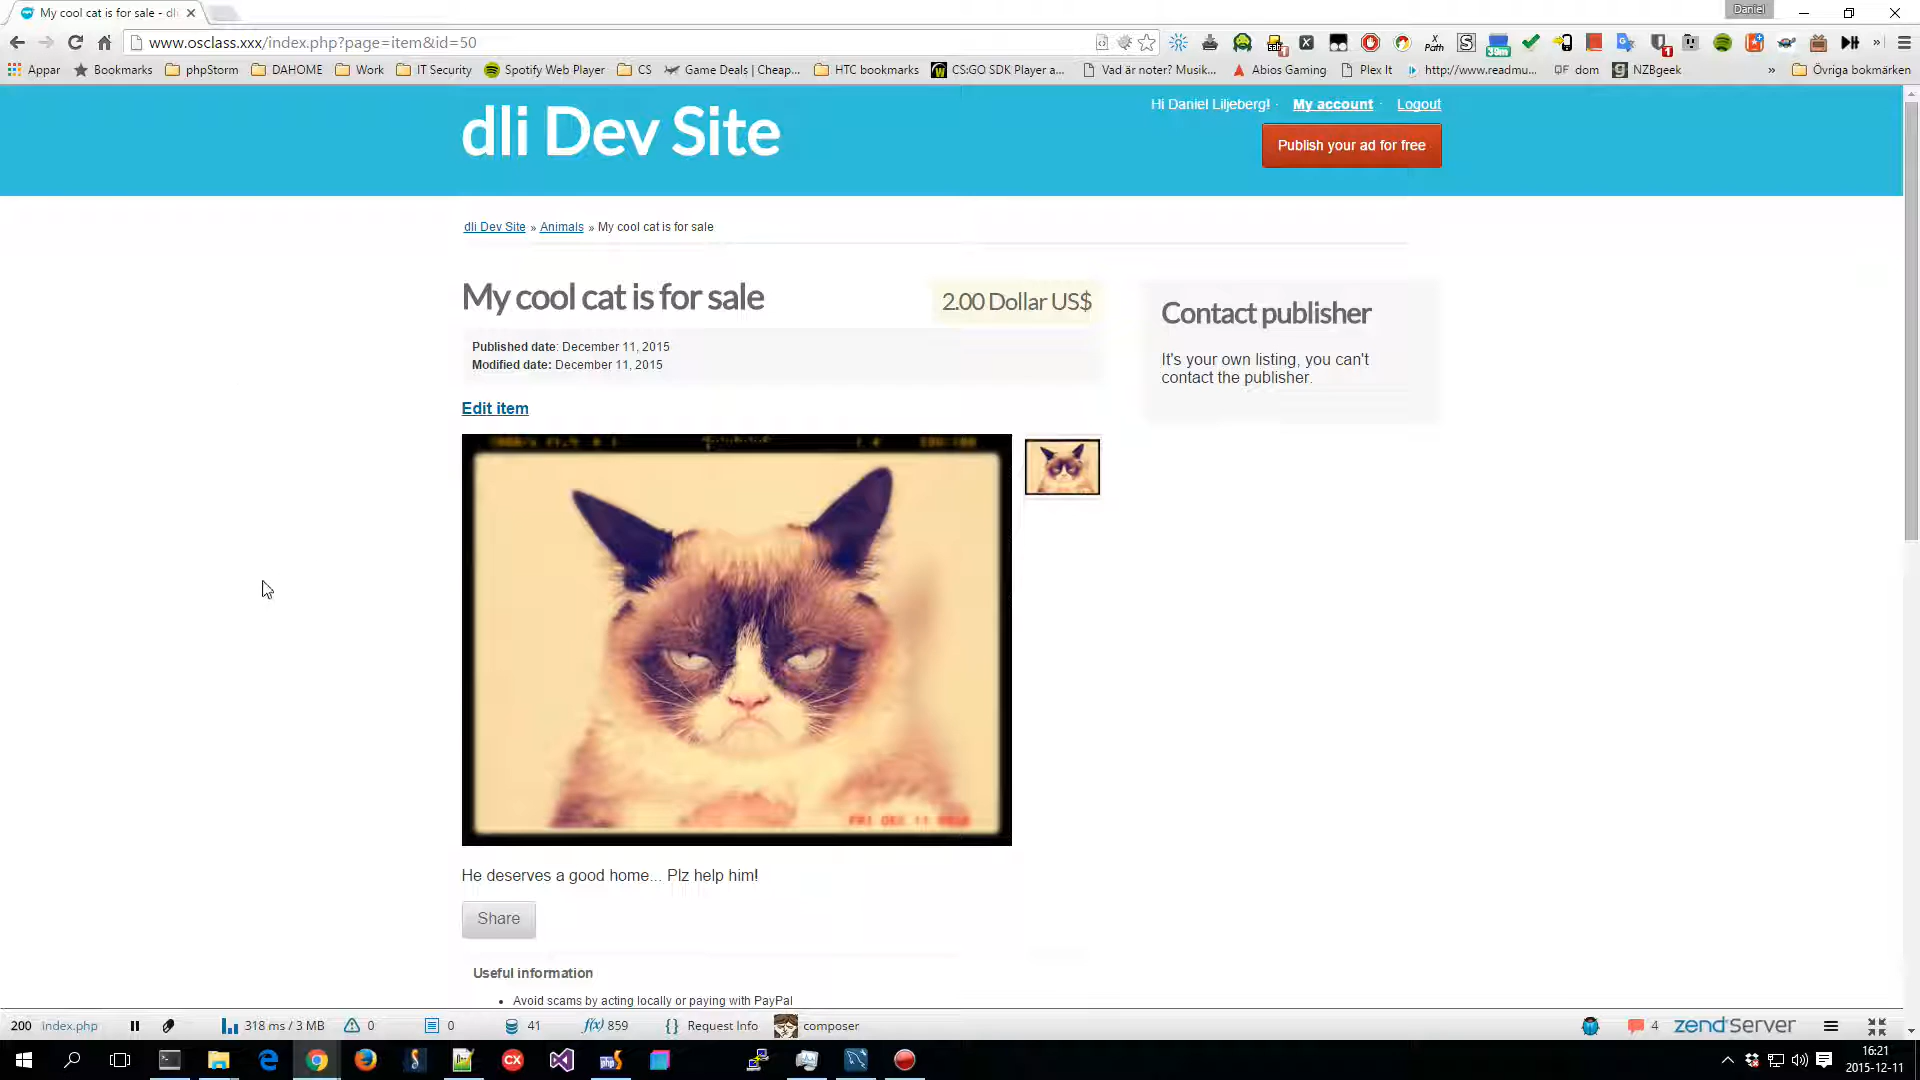 My cool cat is for sale - dli
Daniel
www.osclass.xxx/index.php?page=item&id=50
Appar
Bookmarks
phpStorm
DAHOME
Work
IT Security
Spotify Web Player
CS
Game Deals | Cheap...
HTC bookmarks
CS:GO SDK Player a...
Vad är noter? Musik...
Abios Gaming
Plex It
http://www.readmu...
QF dom
NZBgeek
»
Övriga bokmärken
dli Dev Site
Hi Daniel Liljeberg! · My account · Logout
Publish your ad for free
dli Dev Site » Animals » My cool cat is for sale
My cool cat is for sale
2.00 Dollar US$
Published date: December 11, 2015
Modified date: December 11, 2015
Edit item
Contact publisher
It's your own listing, you can't
contact the publisher.
He deserves a good home... Plz help him!
Share
Useful information
• Avoid scams by acting locally or paying with PayPal
200 Index.php
318 ms / 3 MB
0
0
41
f(x) 859
{} Request Info
composer
4
zend Server
16:21
2015-12-11